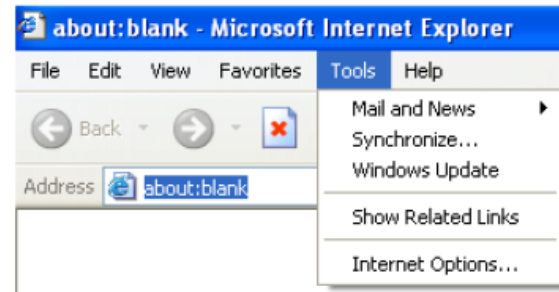 about:blank - Microsoft Internet Explorer
File Edit View Favorites Tools Help
Back
Address about:blank
Mail and News
Synchronize...
Windows Update
Show Related Links
Internet Options...